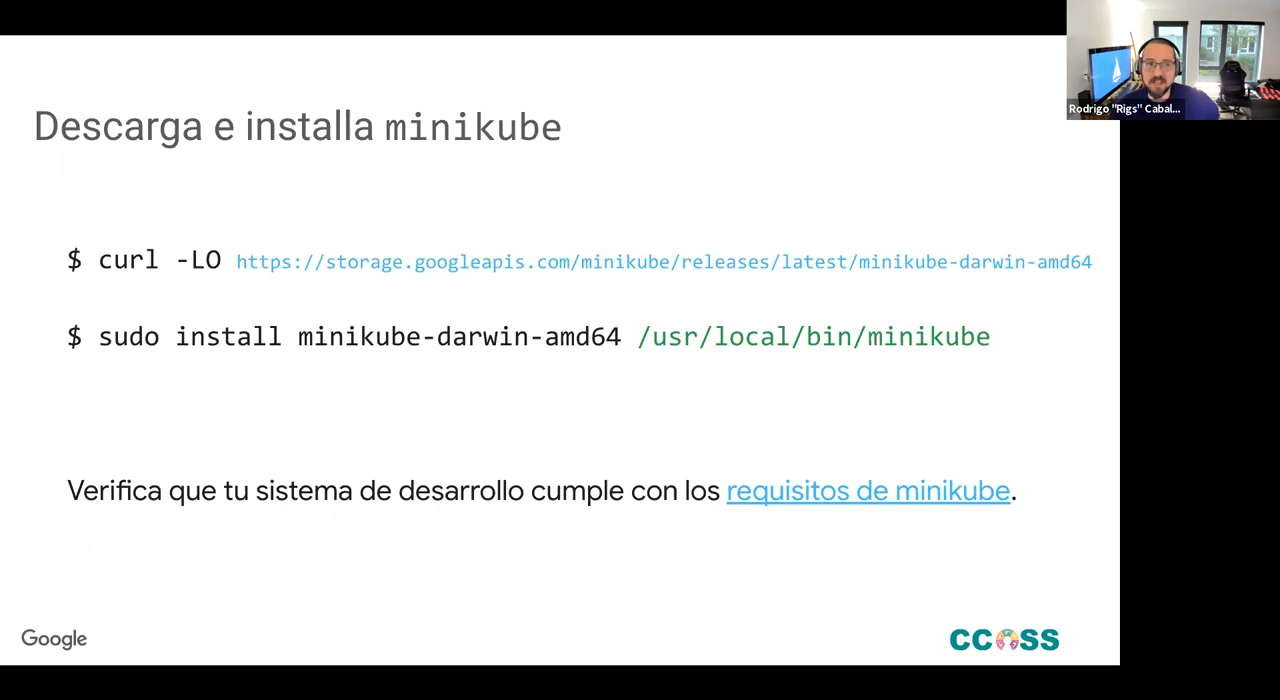 Rodrigo "Rigs" Cabal...
Descarga e installa minikube
$ curl -LO https://storage.googleapis.com/minikube/releases/latest/minikube-darwin-amd64
$ sudo install minikube-darwin-amd64 /usr/local/bin/minikube
Verifica que tu sistema de desarrollo cumple con los requisitos de minikube.
Google
CCOSS